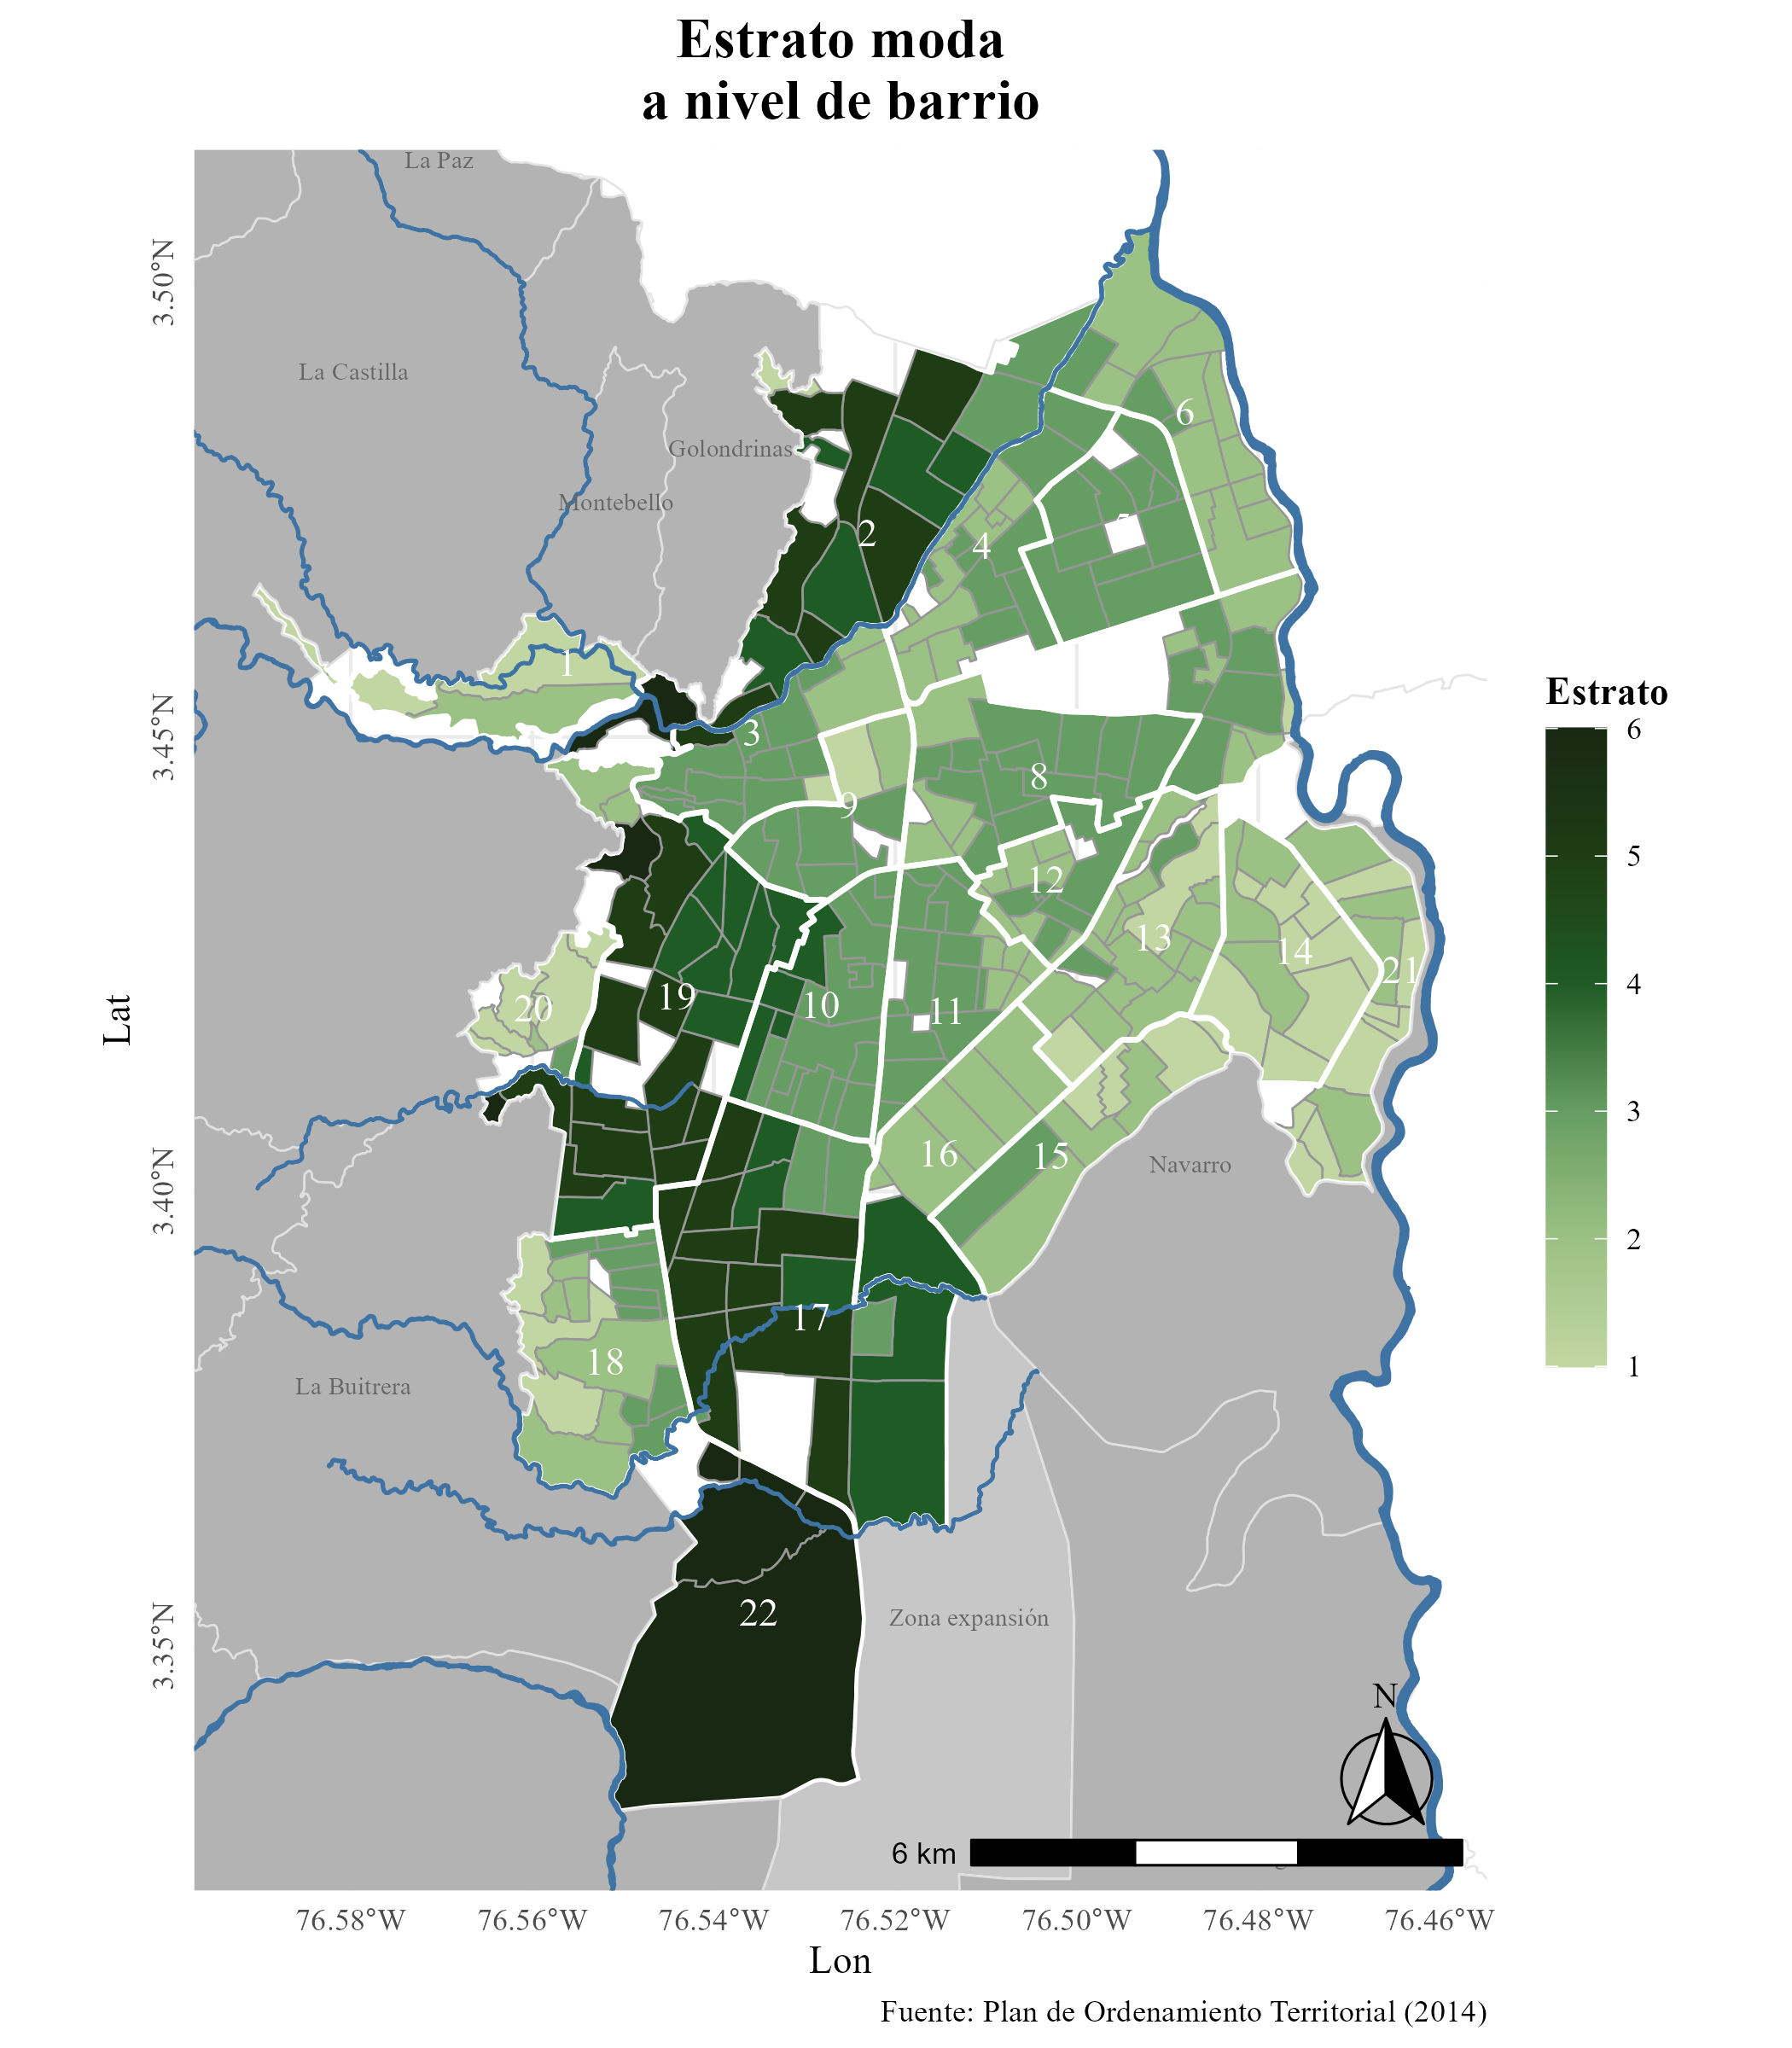 Estrato moda
a nivel de barrio
La Paz
3.50°N
La Castilla
6
Golondrinas
Montebello
2
4
5
1
Estrato
6
3.45°N
3
8
9
5
12
13
14
21
4
20
19
10
11
Lat
3
16
15
Navarro
3.40°N
2
17
18
La Buitrera
1
22
Zona expansión
3.35°N
N
6 km
76.58°W 76.56°W 76.54°W 76.52°W 76.50°W 76.48°W 76.46°W
Lon
Fuente: Plan de Ordenamiento Territorial (2014)